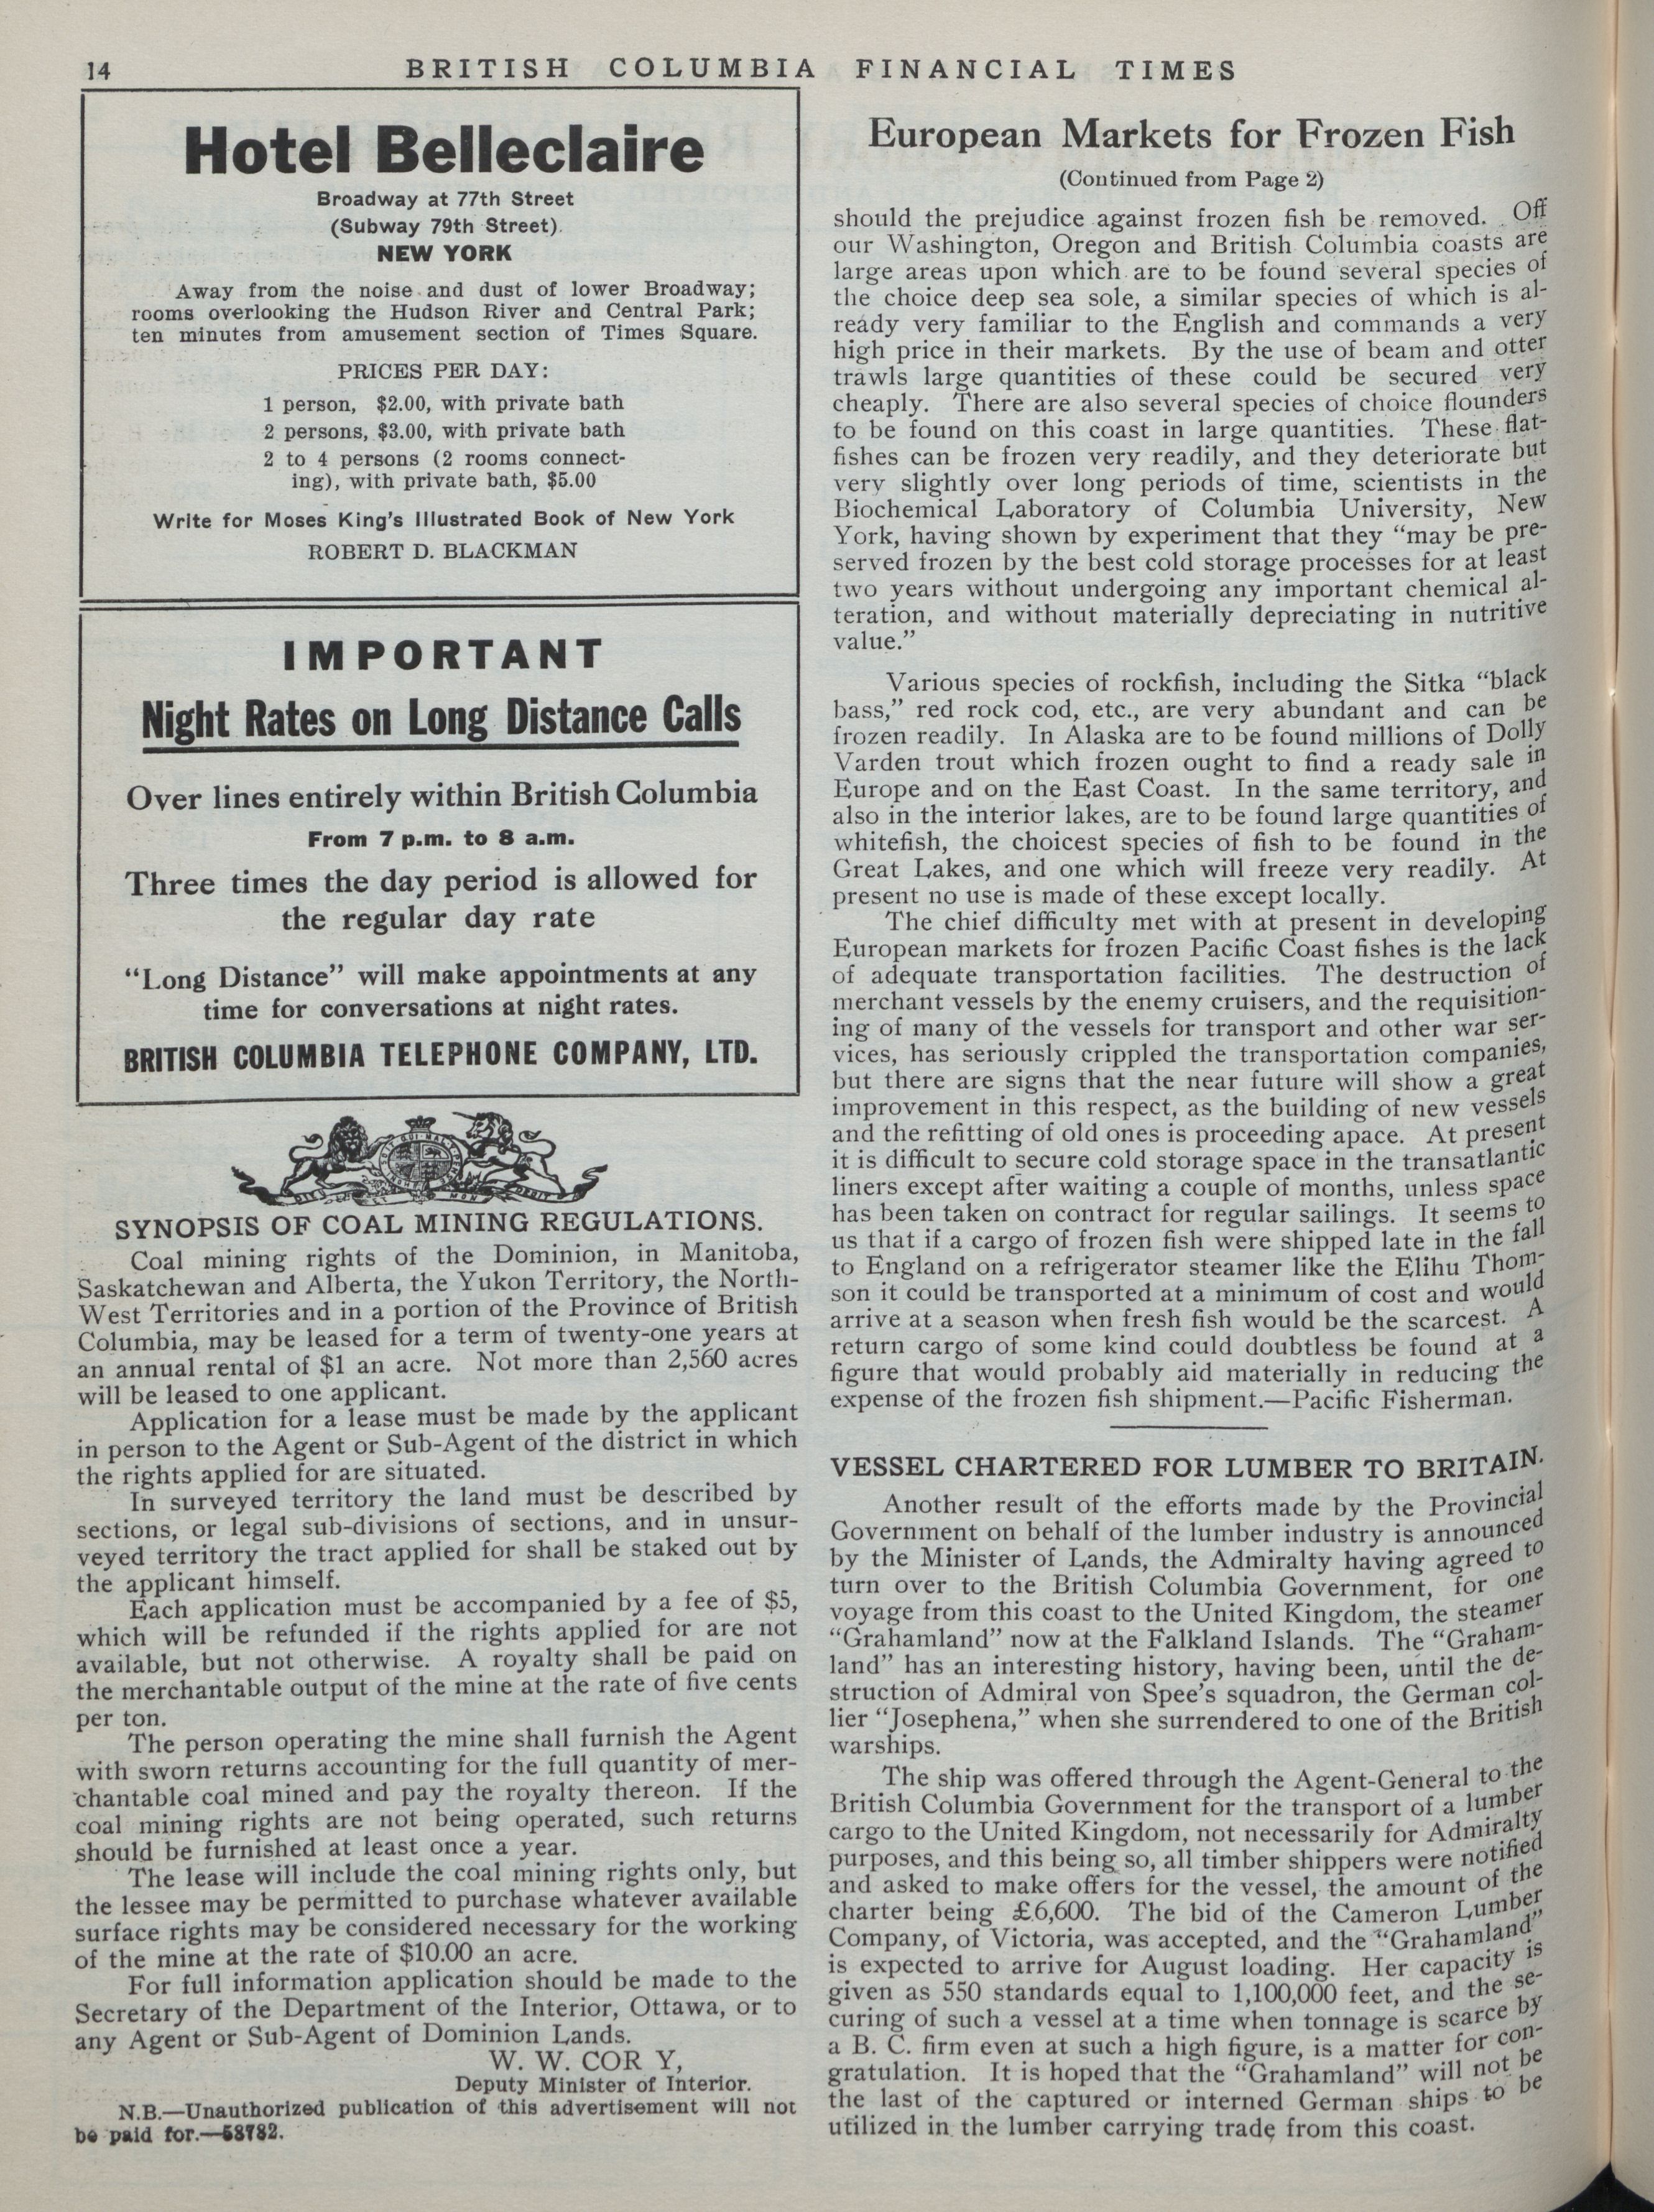 14
BRITISH COLUMBIA FINANCIAL TIMES
Hotel Belleclaire
Broadway at 77th Street
(Subway 79th Street).
NEW YORK
Away from the noise and dust of lower Broadway;
rooms overlooking the Hudson River and Central Park;
ten minutes from amusement section of Times Square.
PRICES PER DAY:
1 person, $2.00, with private bath
2 persons, $3.00, with private bath
2 to 4 persons (2 rooms connect-
ing), with private bath, $5.00
Write for Moses King's Illustrated Book of New York
ROBERT D. BLACKMAN
IMPORTANT
Night Rates on Long Distance Calls
Over lines entirely within British Columbia
From 7 p.m. to 8 a.m.
Three times the day period is allowed for
the regular day rate
"Long Distance" will make appointments at any
time for conversations at night rates.
BRITISH COLUMBIA TELEPHONE COMPANY, LTD.
SYNOPSIS OF COAL MINING REGULATIONS.
Coal mining rights of the Dominion, in Manitoba,
Saskatchewan and Alberta, the Yukon Territory, the North-
West Territories and in a portion of the Province of British
Columbia, may be leased for a term of twenty-one years at
an annual rental of $1 an acre. Not more than 2,560 acres
will be leased to one applicant.
Application for a lease must be made by the applicant
in person to the Agent or Sub-Agent of the district in which
the rights applied for are situated.
In surveyed territory the land must be described by
sections, or legal sub-divisions of sections, and in unsur-
veyed territory the tract applied for shall be staked out by
the applicant himself.
Each application must be accompanied by a fee of $5,
which will be refunded if the rights applied for are not
available, but not otherwise. A royalty shall be paid on
the merchantable output of the mine at the rate of five cents
per ton.
The person operating the mine shall furnish the Agent
with sworn returns accounting for the full quantity of mer-
chantable coal mined and pay the royalty thereon. If the
coal mining rights are not being operated, such returns
should be furnished at least once a year.
The lease will include the coal mining rights only, but
the lessee may be permitted to purchase whatever available
surface rights may be considered necessary for the working
of the mine at the rate of $10.00 an acre.
For full information application should be made to the
Secretary of the Department of the Interior, Ottawa, or to
any Agent or Sub-Agent of Dominion Lands.
W. W. COR Y,
Deputy Minister of Interior.
N.B.—Unauthorized publication of this advertisement will not
be paid for.—58782.
European Markets for Frozen Fish
(Continued from Page 2)
should the prejudice against frozen fish be removed. Off
our Washington, Oregon and British Columbia coasts are
large areas upon which are to be found several species of
the choice deep sea sole, a similar species of which is al-
ready very familiar to the English and commands a very
high price in their markets. By the use of beam and otter
trawls large quantities of these could be secured very
cheaply. There are also several species of choice flounders
to be found on this coast in large quantities. These flat-
fishes can be frozen very readily, and they deteriorate but
very slightly over long periods of time, scientists in the
Biochemical Laboratory of Columbia University, New
York, having shown by experiment that they "may be pre-
served frozen by the best cold storage processes for at least
two years without undergoing any important chemical al-
teration, and without materially depreciating in nutritive
value."
Various species of rockfish, including the Sitka "black
bass," red rock cod, etc., are very abundant and can be
frozen readily. In Alaska are to be found millions of Dolly
Varden trout which frozen ought to find a ready sale in
Europe and on the East Coast. In the same territory, and
also in the interior lakes, are to be found large quantities of
whitefish, the choicest species of fish to be found in the
Great Lakes, and one which will freeze very readily. At
present no use is made of these except locally.
The chief difficulty met with at present in developing
European markets for frozen Pacific Coast fishes is the lack
of adequate transportation facilities. The destruction of
merchant vessels by the enemy cruisers, and the requisition-
ing of many of the vessels for transport and other war ser-
vices, has seriously crippled the transportation companies,
but there are signs that the near future will show a great
improvement in this respect, as the building of new vessels
and the refitting of old ones is proceeding apace. At present
it is difficult to secure cold storage space in the transatlantic
liners except after waiting a couple of months, unless space
has been taken on contract for regular sailings. It seems to
us that if a cargo of frozen fish were shipped late in the fall
to England on a refrigerator steamer like the Elihu Thom-
son it could be transported at a minimum of cost and would
arrive at a season when fresh fish would be the scarcest. A
return cargo of some kind could doubtless be found at a
figure that would probably aid materially in reducing the
expense of the frozen fish shipment.—Pacific Fisherman.
VESSEL CHARTERED FOR LUMBER TO BRITAIN.
Another result of the efforts made by the Provincial
Government on behalf of the lumber industry is announced
by the Minister of Lands, the Admiralty having agreed to
turn over to the British Columbia Government, for one
voyage from this coast to the United Kingdom, the steamer
"Grahamland" now at the Falkland Islands. The "Graham-
land" has an interesting history, having been, until the de-
struction of Admiral von Spee's squadron, the German col-
lier "Josephena," when she surrendered to one of the British
warships.
The ship was offered through the Agent-General to the
British Columbia Government for the transport of a lumber
cargo to the United Kingdom, not necessarily for Admiralty
purposes, and this being so, all timber shippers were notified
and asked to make offers for the vessel, the amount of the
charter being £6,600. The bid of the Cameron Lumber
Company, of Victoria, was accepted, and the "Grahamland"
is expected to arrive for August loading. Her capacity is
given as 550 standards equal to 1,100,000 feet, and the se-
curing of such a vessel at a time when tonnage is scarce by
a B. C. firm even at such a high figure, is a matter for con-
gratulation. It is hoped that the "Grahamland" will not be
the last of the captured or interned German ships to be
utilized in the lumber carrying trade from this coast.